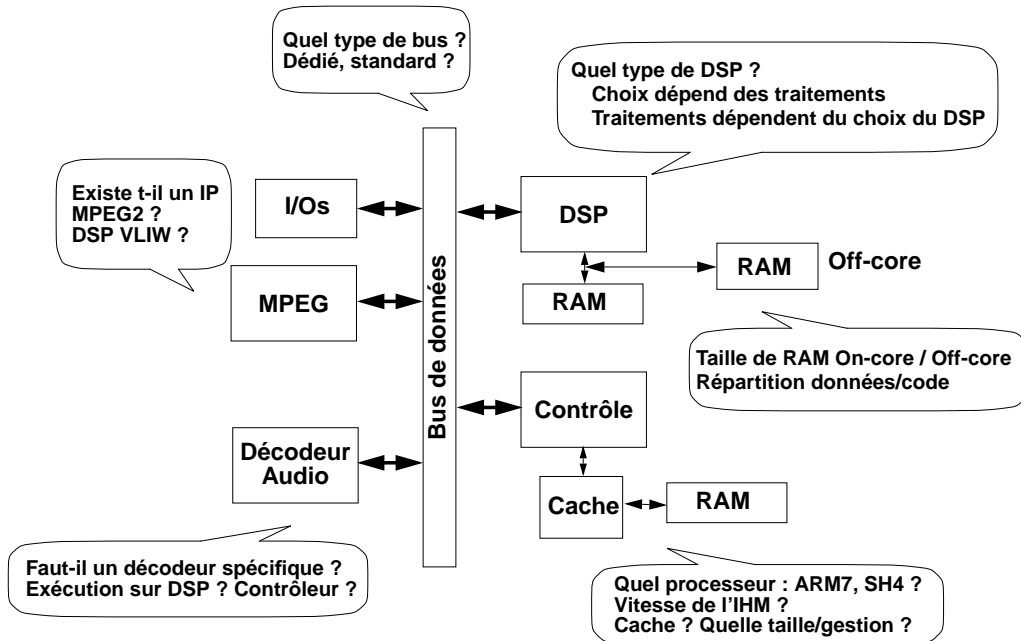 Quel type de bus ?
Dédié, standard ?
Quel type de DSP ?
Choix dépend des traitements
Traitements dépendent du choix du DSP
Existe t-il un IP
MPEG2 ?
DSP VLIW ?
I/Os
DSP
Bus de données
RAM
Off-core
MPEG
RAM
Taille de RAM On-core / Off-core
Répartition données/code
Contrôle
Décodeur
Audio
Cache
RAM
Faut-il un décodeur spécifique ?
Exécution sur DSP ? Contrôleur ?
Quel processeur : ARM7, SH4 ?
Vitesse de l’IHM ?
Cache ? Quelle taille/gestion ?